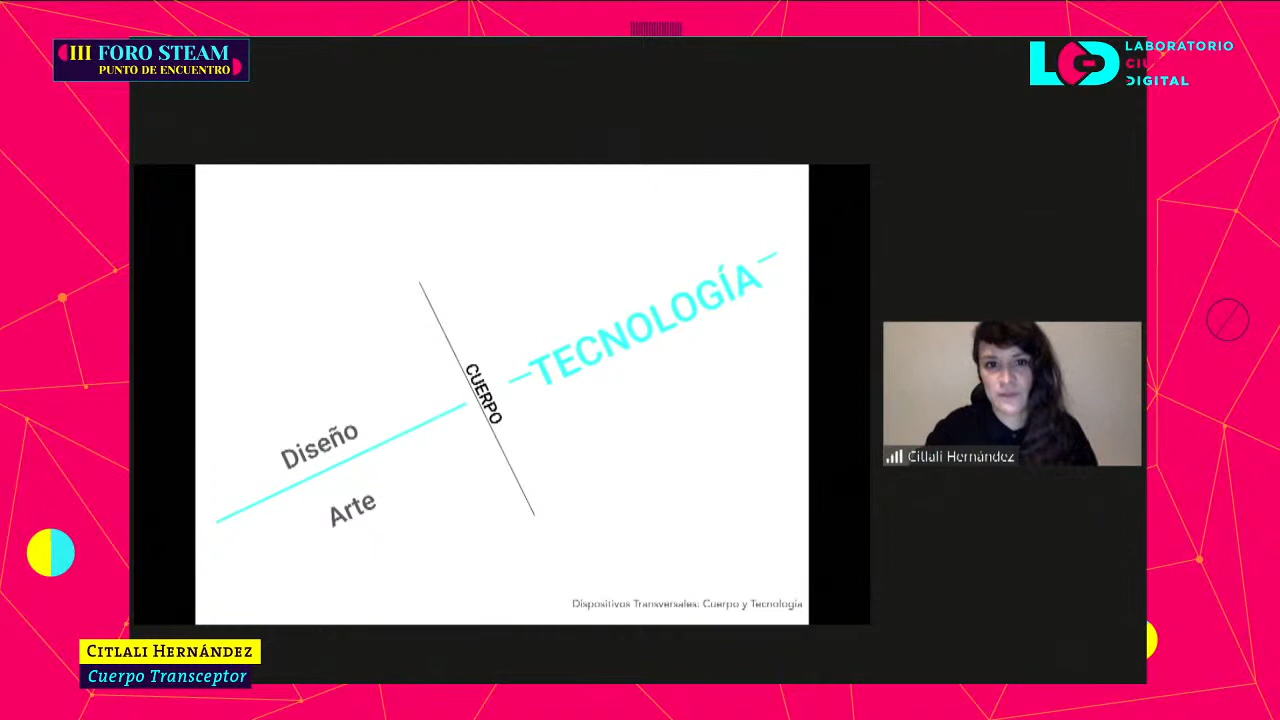 III FORO STEAM
PUNTO DE ENCUENTRO
LCD
LABORATORIO
DIGITAL
TECNOLOGÍA
CUERPO
Diseño
Arte
Citlali Hernández
Dispositivos Transversales: Cuerpo y Tecnología
CITLALI HERNÁNDEZ
Cuerpo Transceptor